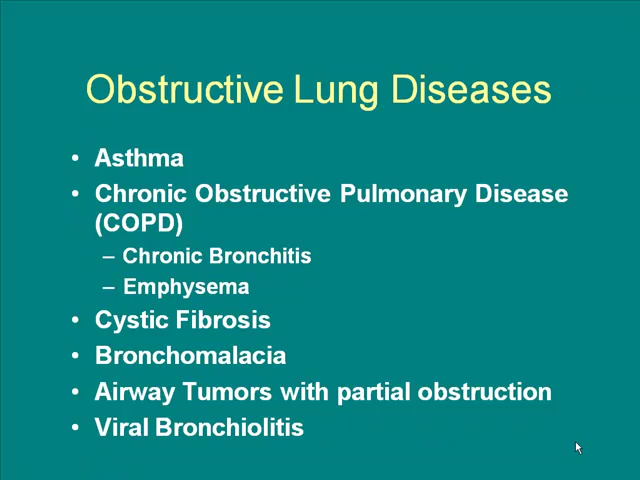 Obstructive Lung Diseases
• Asthma
• Chronic Obstructive Pulmonary Disease
(COPD)
– Chronic Bronchitis
– Emphysema
• Cystic Fibrosis
• Bronchomalacia
• Airway Tumors with partial obstruction
• Viral Bronchiolitis